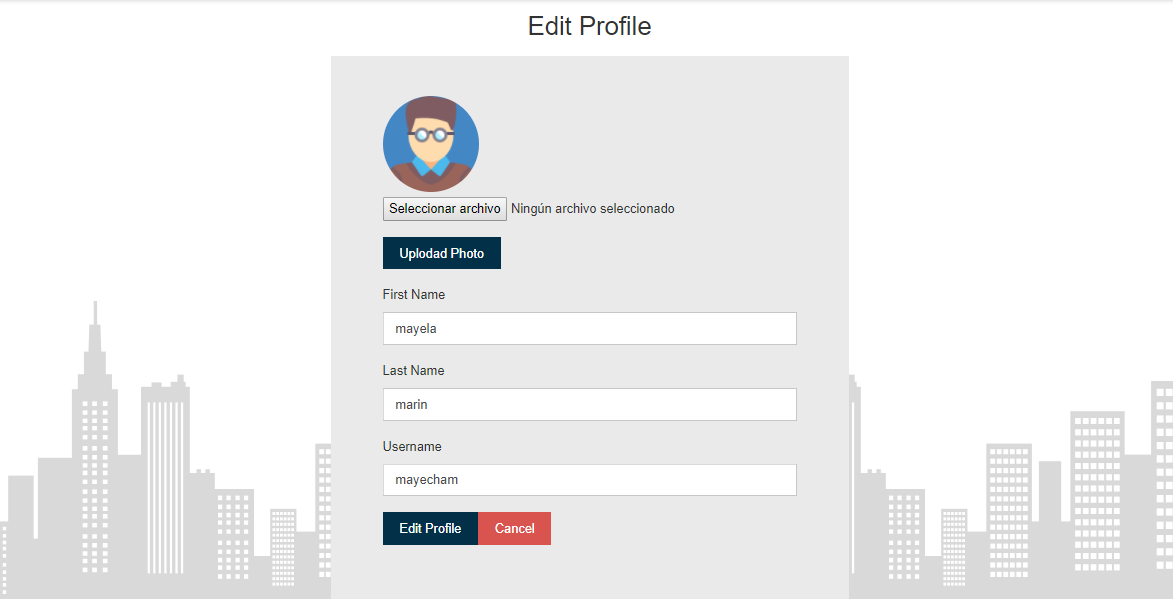 Edit Profile
Seleccionar archivo Ningún archivo seleccionado
Uplodad Photo
First Name
mayela
Last Name
marin
Username
mayecham
Edit Profile Cancel